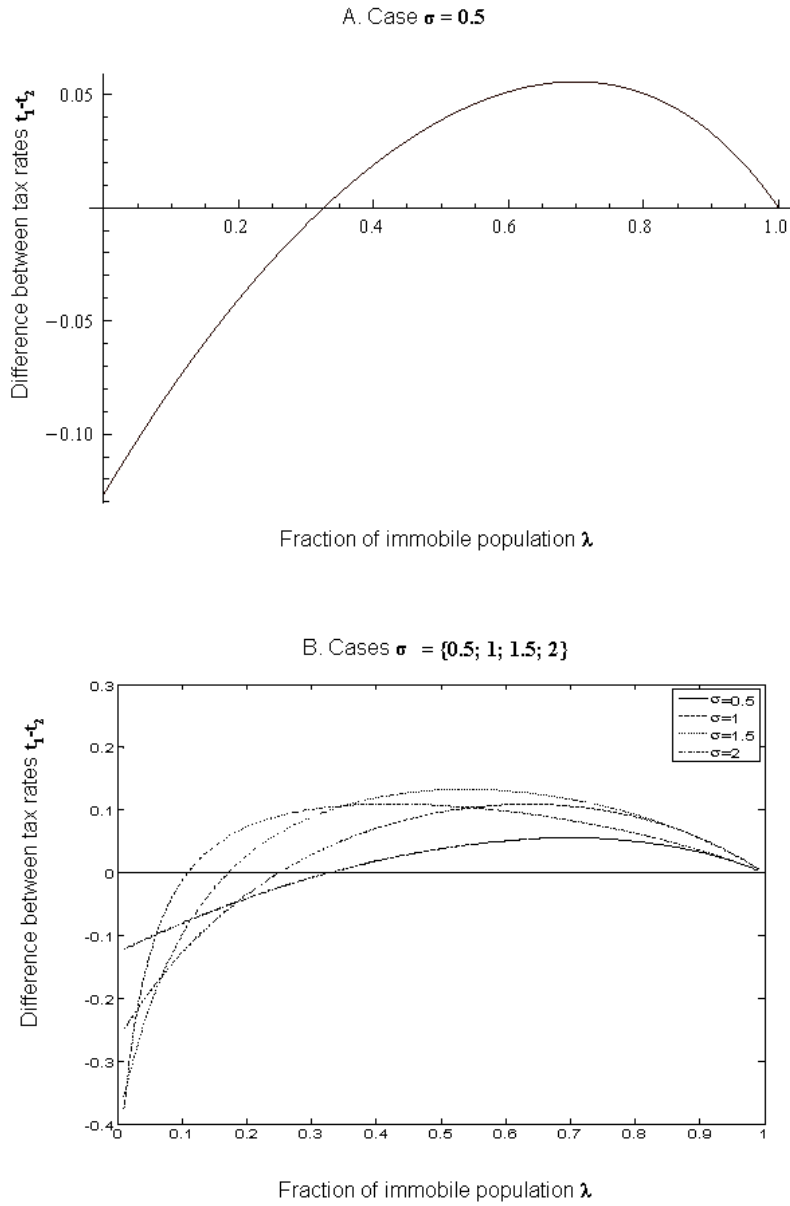 A. Case σ = 0.5
Difference between tax rates t₁-t₂
0.05
−0.05
−0.10
0.2
0.4
0.6
0.8
1.0
Fraction of immobile population λ
B. Cases σ = {0.5; 1; 1.5; 2}
Difference between tax rates t₁-t₂
0.3
0.2
0.1
0
-0.1
-0.2
-0.3
-0.4
σ=0.5
σ=1
σ=1.5
σ=2
0
0.1
0.2
0.3
0.4
0.5
0.6
0.7
0.8
0.9
1
Fraction of immobile population λ